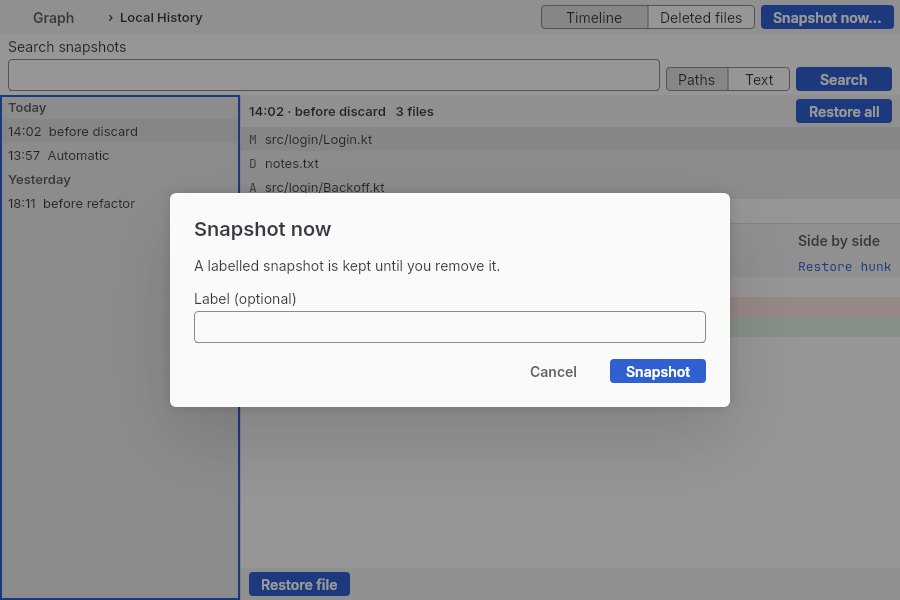 Graph › Local History Timeline Deleted files Snapshot now...
Search snapshots
Paths Text Search
Today
14:02 before discard
13:57 Automatic
Yesterday
18:11 before refactor
14:02 · before discard 3 files Restore all
M src/login/Login.kt
D notes.txt
A src/login/Backoff.kt
Side by side
Restore hunk
Snapshot now
A labelled snapshot is kept until you remove it.
Label (optional)
Cancel Snapshot
Restore file